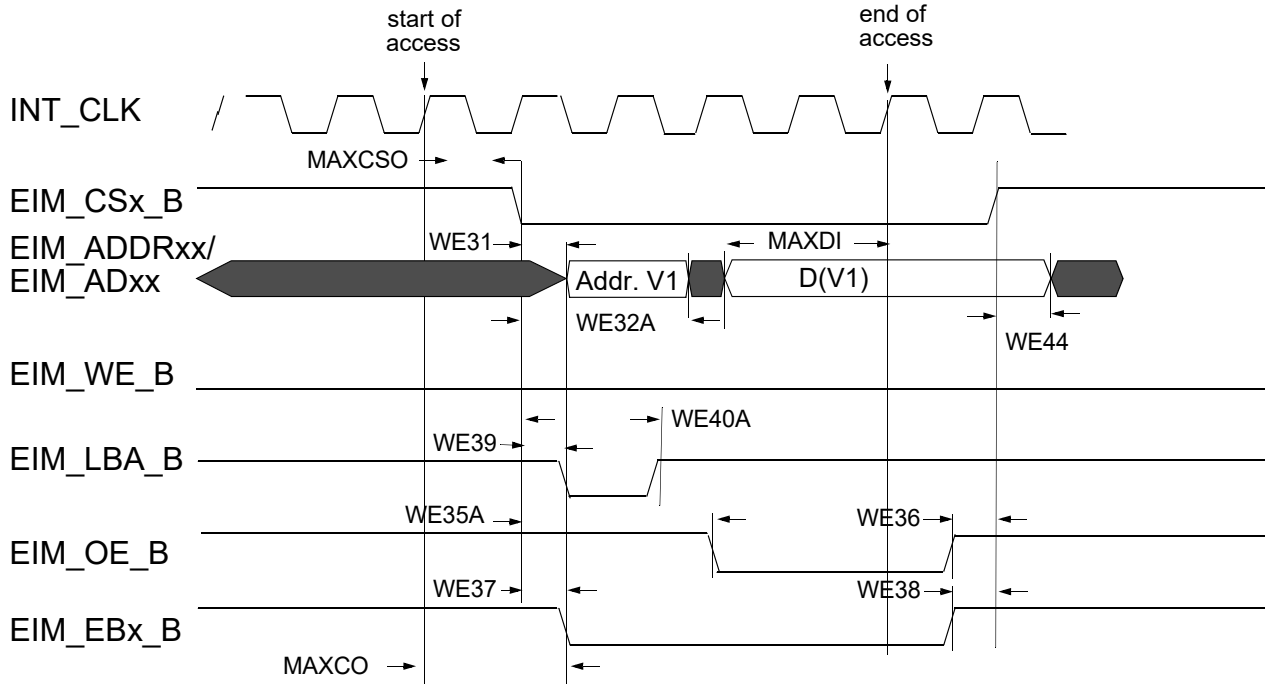 start of
access
end of
access
INT_CLK
MAXCSO
EIM_CSx_B
EIM_ADDRxx/
EIM_ADxx
WE31
MAXDI
Addr. V1
D(V1)
WE32A
WE44
EIM_WE_B
WE40A
WE39
EIM_LBA_B
WE35A
WE36
EIM_OE_B
WE37
WE38
EIM_EBx_B
MAXCO